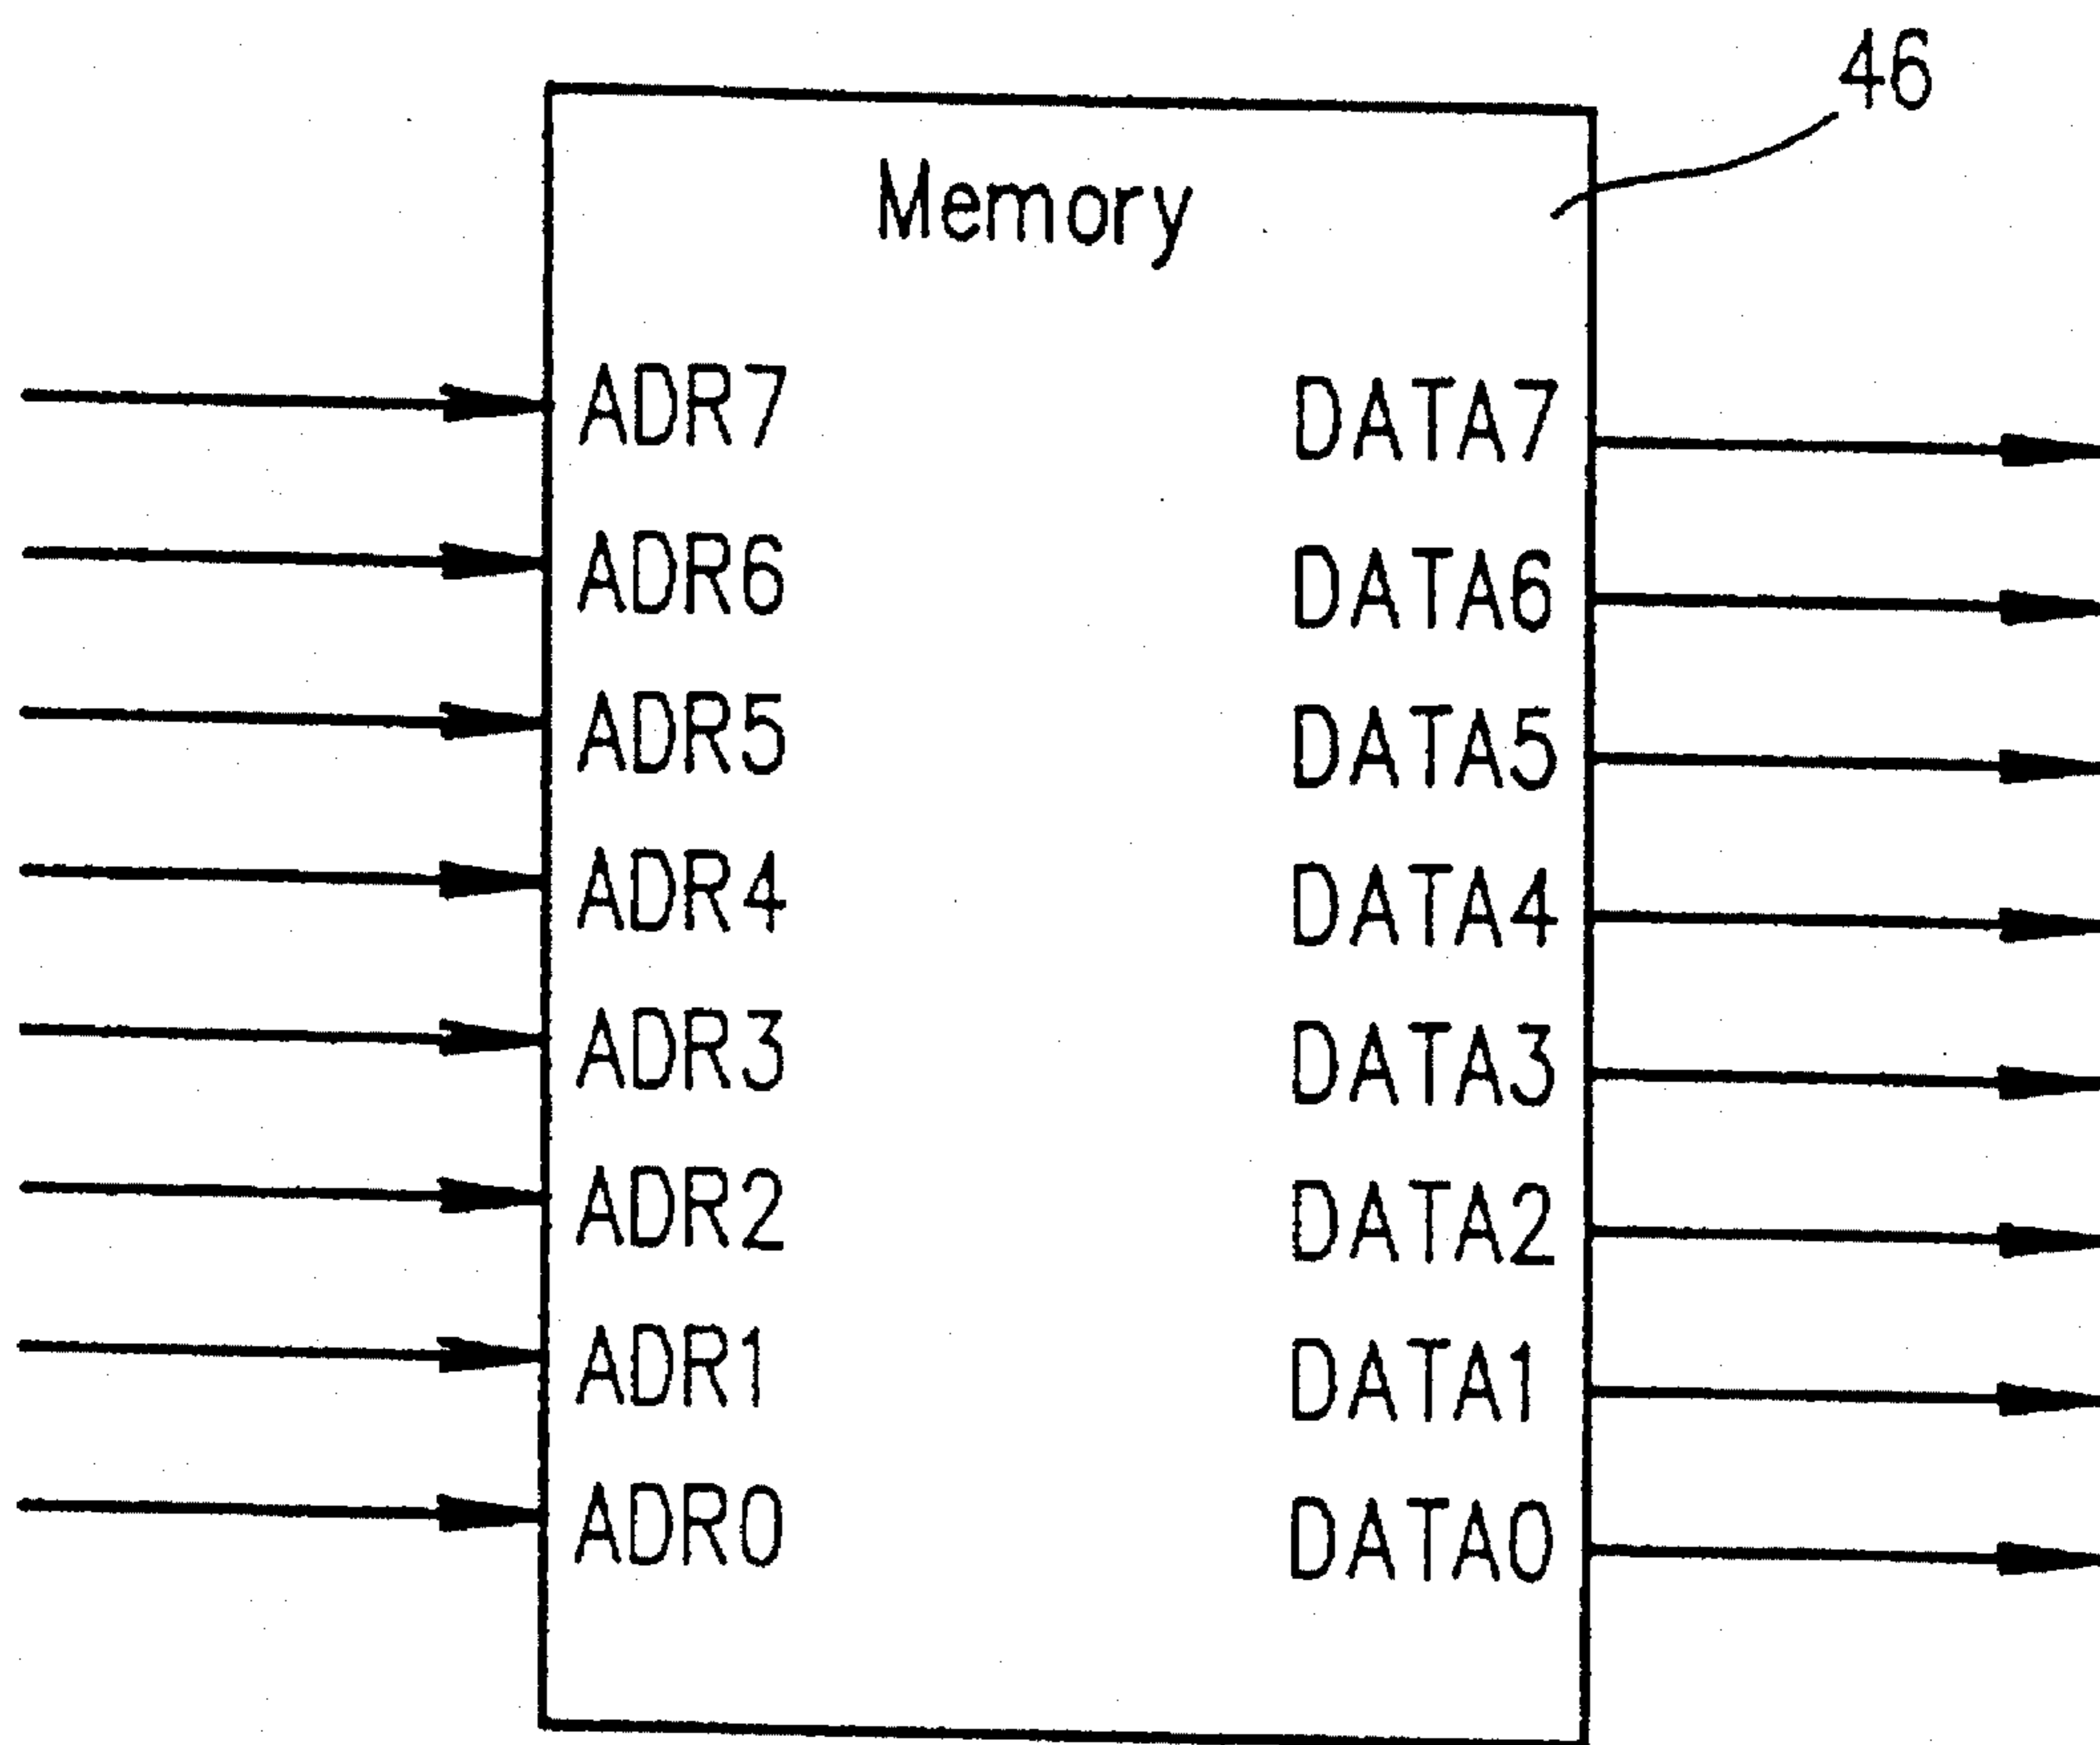 46
Memory
ADR7 DATA7
ADR6 DATA6
ADR5 DATA5
ADR4 DATA4
ADR3 DATA3
ADR2 DATA2
ADR1 DATA1
ADR0 DATA0